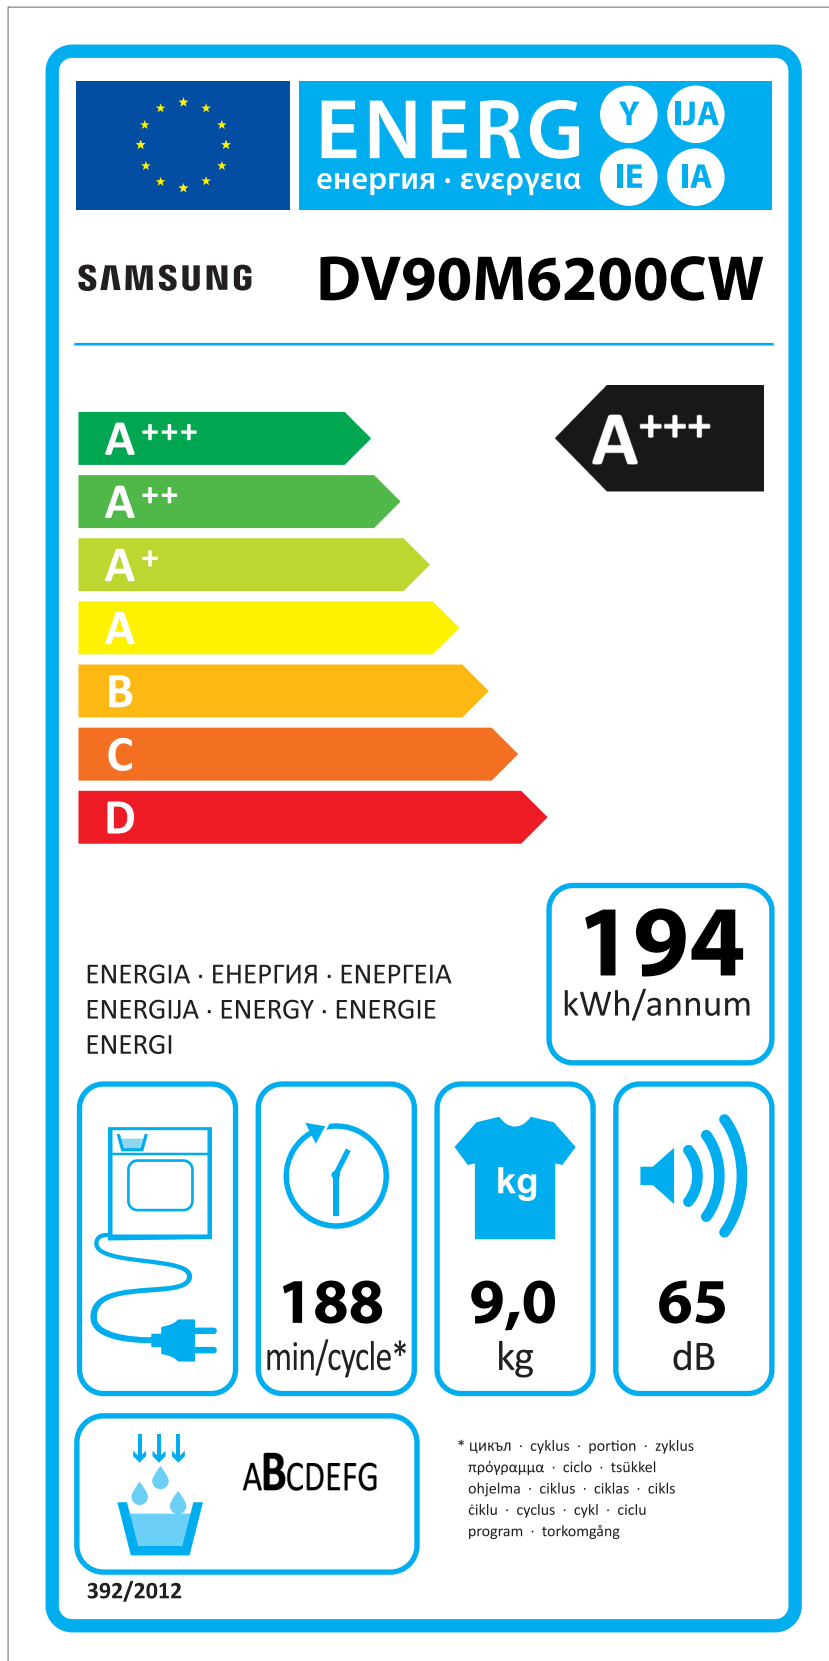 ENERG Y IJA
енергия · ενεργεια IE IA
SAMSUNG DV90M6200CW
A+++ A+++
A++
A+
A
B
C
D
194
kWh/annum
ENERGIA · ЕНЕРГИЯ · ΕΝΕΡΓΕΙΑ
ENERGIJA · ENERGY · ENERGIE
ENERGI
kg
188 9,0 65
min/cycle* kg dB
ABCDEFG
* цикъл · cyklus · portion · zyklus
πρόγραμμα · ciclo · tsükkel
ohjelma · ciklus · ciklas · cikls
ċiklu · cyclus · cykl · ciclu
program · torkomgång
392/2012